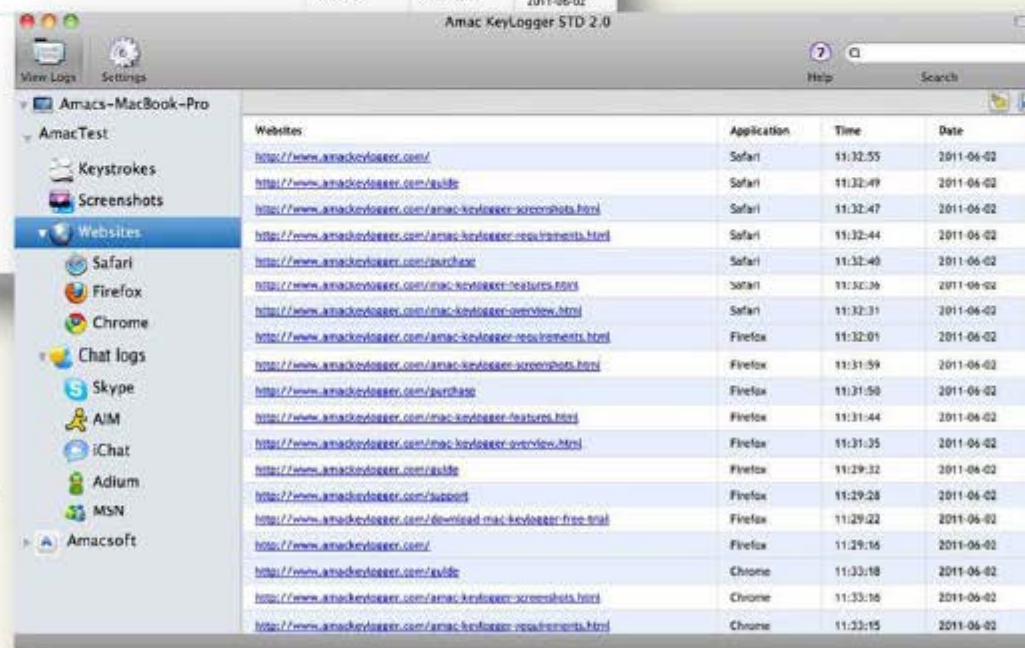 2011-06-02
Amac KeyLogger STD 2.0
View Logs Settings Help Search
Amacs-MacBook-Pro
AmacTest
Keystrokes
Screenshots
Websites
Safari
Firefox
Chrome
Chat logs
Skype
AIM
iChat
Adium
MSN
Amacsoft
Websites Application Time Date
http://www.amackeylogger.com/ Safari 11:32:55 2011-06-02
http://www.amackeylogger.com/guide Safari 11:32:49 2011-06-02
http://www.amackeylogger.com/amac-keylogger-screenshots.html Safari 11:32:47 2011-06-02
http://www.amackeylogger.com/amac-keylogger-requirements.html Safari 11:32:44 2011-06-02
http://www.amackeylogger.com/purchase Safari 11:32:40 2011-06-02
http://www.amackeylogger.com/mac-keylogger-features.html Safari 11:32:36 2011-06-02
http://www.amackeylogger.com/mac-keylogger-overview.html Safari 11:32:31 2011-06-02
http://www.amackeylogger.com/amac-keylogger-requirements.html Firefox 11:32:01 2011-06-02
http://www.amackeylogger.com/amac-keylogger-screenshots.html Firefox 11:31:59 2011-06-02
http://www.amackeylogger.com/purchase Firefox 11:31:50 2011-06-02
http://www.amackeylogger.com/mac-keylogger-features.html Firefox 11:31:44 2011-06-02
http://www.amackeylogger.com/mac-keylogger-overview.html Firefox 11:31:35 2011-06-02
http://www.amackeylogger.com/guide Firefox 11:29:32 2011-06-02
http://www.amackeylogger.com/support Firefox 11:29:28 2011-06-02
http://www.amackeylogger.com/download-mac-keylogger-free-trial Firefox 11:29:22 2011-06-02
http://www.amackeylogger.com/ Firefox 11:29:16 2011-06-02
http://www.amackeylogger.com/guide Chrome 11:33:18 2011-06-02
http://www.amackeylogger.com/amac-keylogger-screenshots.html Chrome 11:33:16 2011-06-02
http://www.amackeylogger.com/amac-keylogger-requirements.html Chrome 11:33:15 2011-06-02